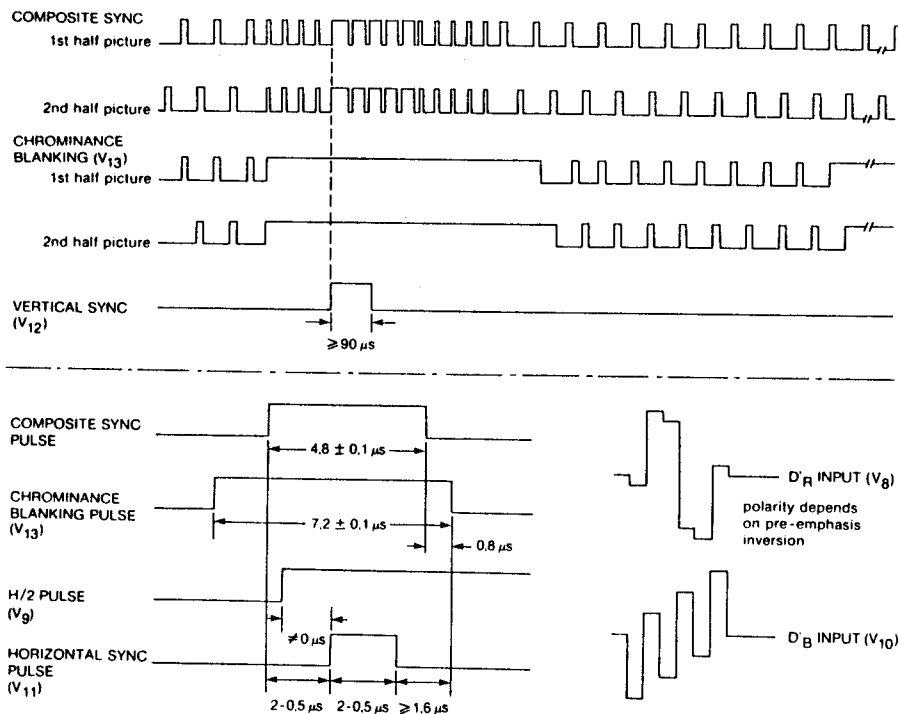 COMPOSITE SYNC
1st half picture
2nd half picture
CHROMINANCE
BLANKING (V13)
1st half picture
2nd half picture
VERTICAL SYNC
(V12)
≥90 μs
COMPOSITE SYNC
PULSE
4.8 ± 0.1 μs
CHROMINANCE
BLANKING PULSE
(V13)
7.2 ± 0.1 μs
0.8 μs
H/2 PULSE
(V9)
≠0 μs
HORIZONTAL SYNC
PULSE
(V11)
2-0,5 μs
2-0,5 μs
≥1,6 μs
D'R INPUT (V8)
polarity depends
on pre-emphasis
inversion
D'B INPUT (V10)